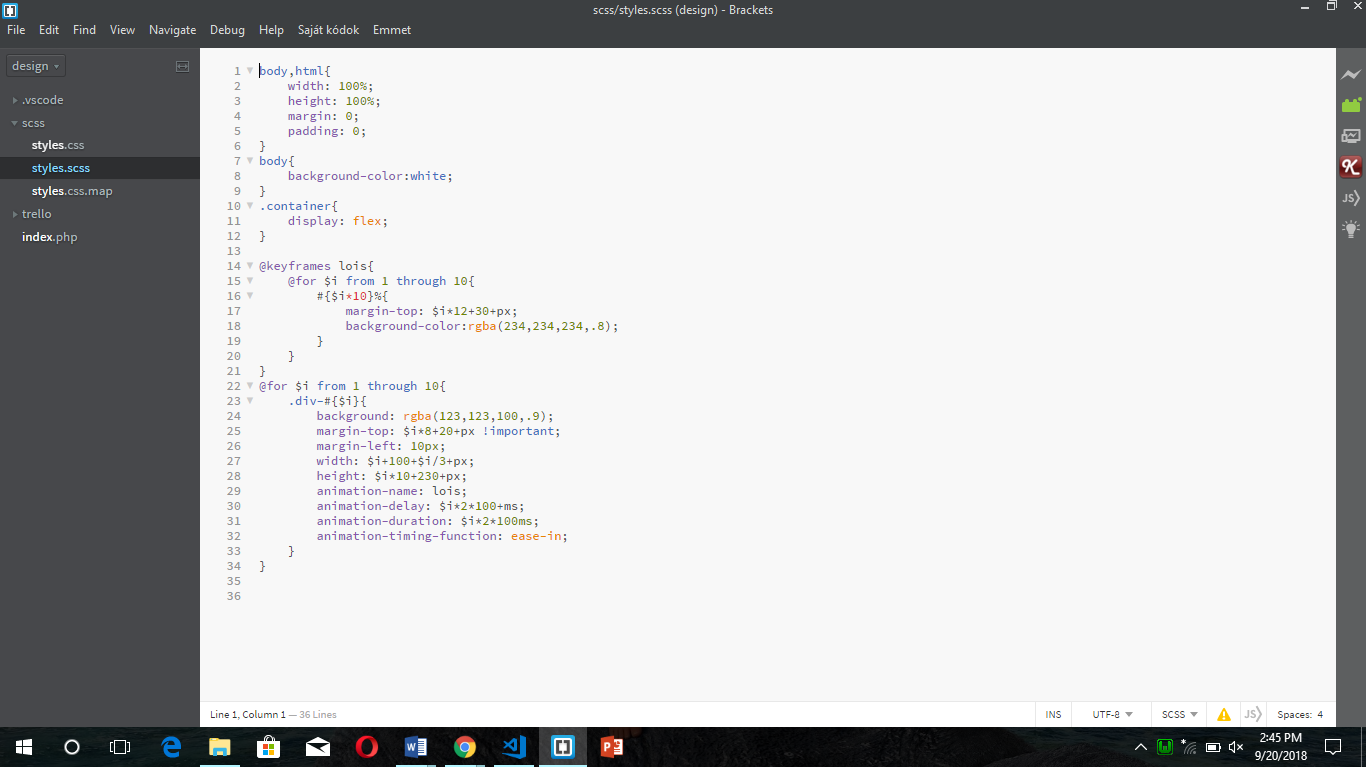 scss/styles.scss (design) - Brackets
File Edit Find View Navigate Debug Help Saját kódok Emmet
design
.vscode
scss
styles.css
styles.scss
styles.css.map
trello
index.php
1 body,html{
2     width: 100%;
3     height: 100%;
4     margin: 0;
5     padding: 0;
6 }
7 body{
8     background-color:white;
9 }
10 .container{
11     display: flex;
12 }
13
14 @keyframes lois{
15     @for $i from 1 through 10{
16         #{$i*10}%{
17             margin-top: $i*12+30+px;
18             background-color:rgba(234,234,234,.8);
19         }
20     }
21 }
22 @for $i from 1 through 10{
23     .div-#{$i}{
24         background: rgba(123,123,100,.9);
25         margin-top: $i*8+20+px !important;
26         margin-left: 10px;
27         width: $i+100+$i/3+px;
28         height: $i*10+230+px;
29         animation-name: lois;
30         animation-delay: $i*2*100+ms;
31         animation-duration: $i*2*100ms;
32         animation-timing-function: ease-in;
33     }
34 }
35
36
JS
Line 1, Column 1 — 36 Lines
INS UTF-8 SCSS JS Spaces: 4
2:45 PM
9/20/2018